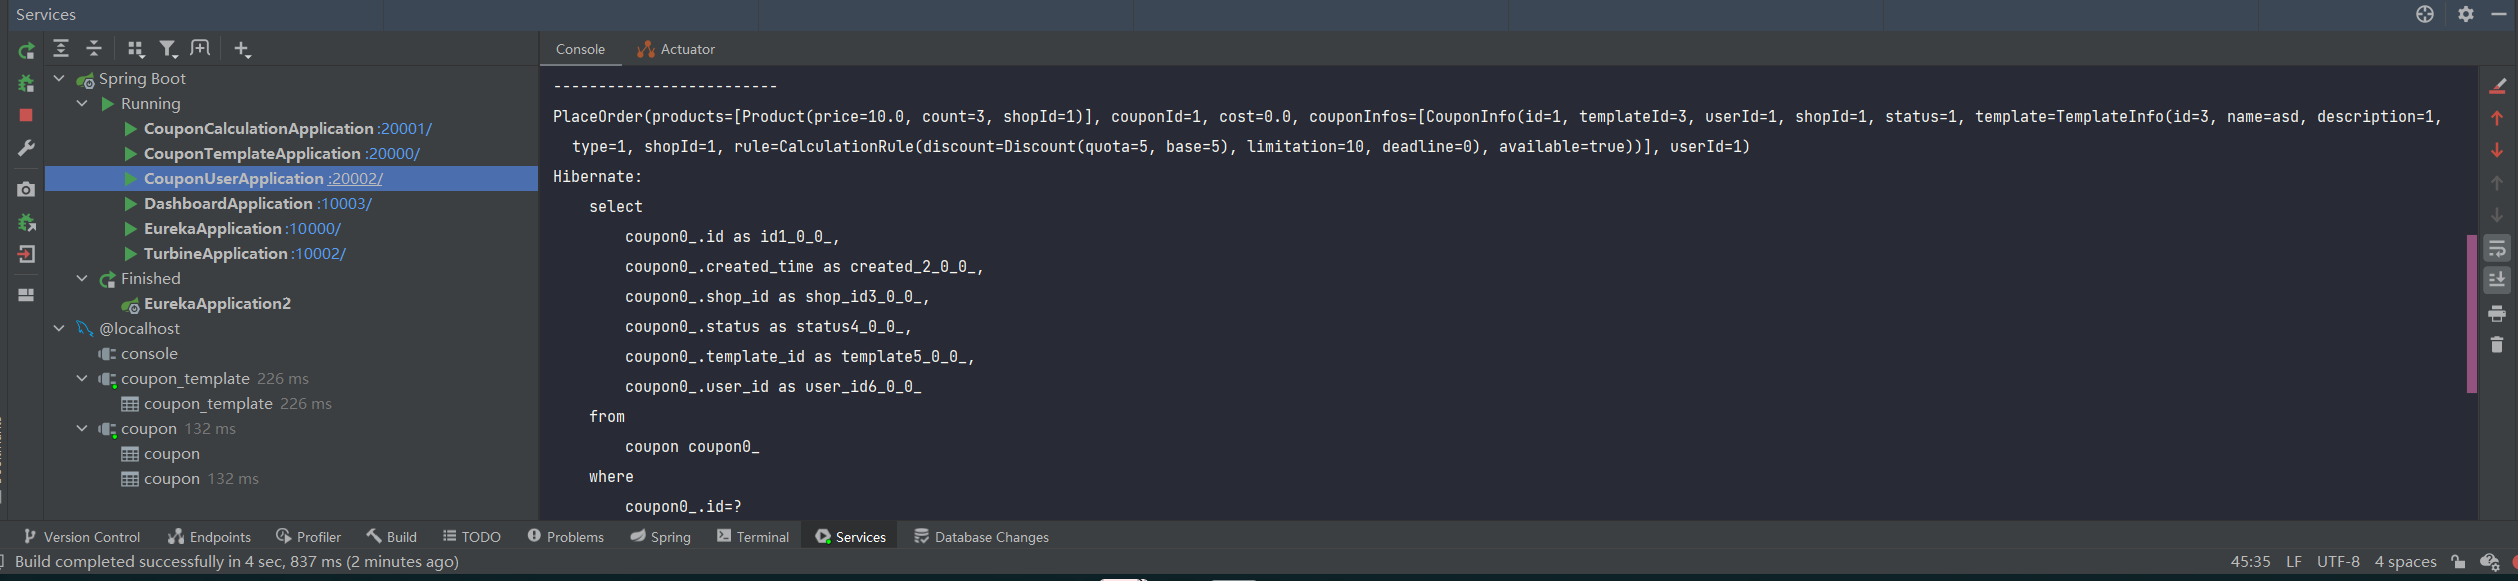 Services
Console
Actuator
Spring Boot
Running
CouponCalculationApplication :20001/
CouponTemplateApplication :20000/
CouponUserApplication :20002/
DashboardApplication :10003/
EurekaApplication :10000/
TurbineApplication :10002/
Finished
EurekaApplication2
@localhost
console
coupon_template 226 ms
coupon_template 226 ms
coupon 132 ms
coupon
coupon 132 ms
-------------------------
PlaceOrder(products=[Product(price=10.0, count=3, shopId=1)], couponId=1, cost=0.0, couponInfos=[CouponInfo(id=1, templateId=3, userId=1, shopId=1, status=1, template=TemplateInfo(id=3, name=asd, description=1,
type=1, shopId=1, rule=CalculationRule(discount=Discount(quota=5, base=5), limitation=10, deadline=0), available=true))], userId=1)
Hibernate:
select
coupon0_.id as id1_0_0_,
coupon0_.created_time as created_2_0_0_,
coupon0_.shop_id as shop_id3_0_0_,
coupon0_.status as status4_0_0_,
coupon0_.template_id as template5_0_0_,
coupon0_.user_id as user_id6_0_0_
from
coupon coupon0_
where
coupon0_.id=?
Version Control
Endpoints
Profiler
Build
TODO
Problems
Spring
Terminal
Services
Database Changes
Build completed successfully in 4 sec, 837 ms (2 minutes ago)
45:35 LF UTF-8 4 spaces